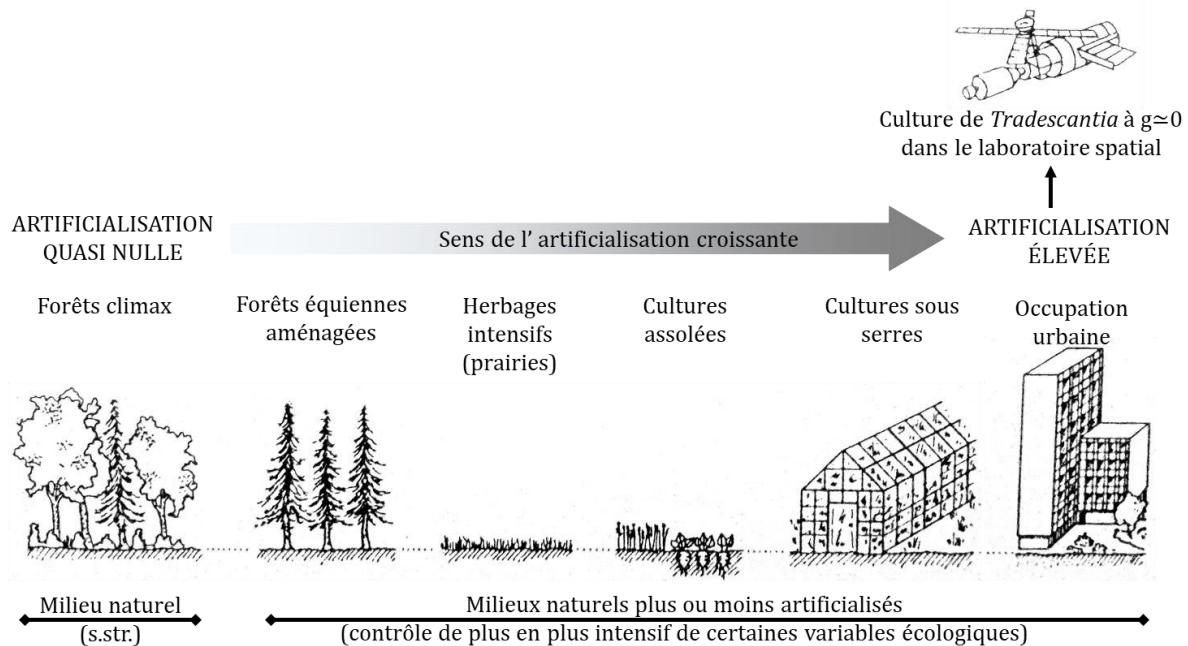 Culture de Tradescantia à g≃0
dans le laboratoire spatial
ARTIFICIALISATION
QUASI NULLE
Sens de l’ artificialisation croissante
ARTIFICIALISATION
ÉLEVÉE
Forêts climax
Forêts équiennes
aménagées
Herbages
intensifs
(prairies)
Cultures
assolées
Cultures sous
serres
Occupation
urbaine
Milieu naturel
(s.str.)
Milieux naturels plus ou moins artificialisés
(contrôle de plus en plus intensif de certaines variables écologiques)